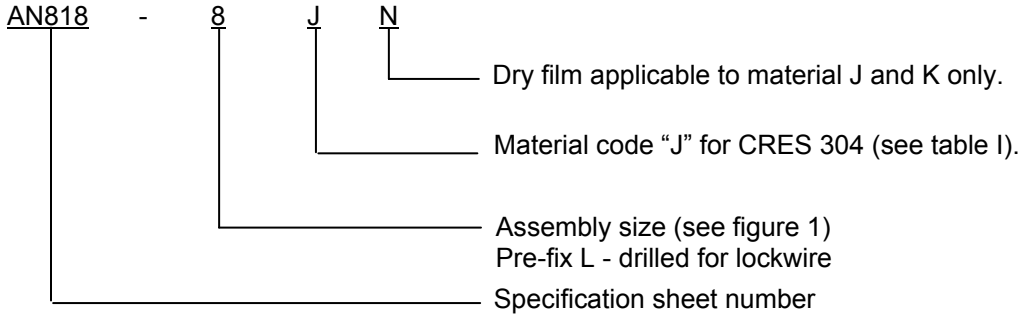 AN818 - 8 J N
Dry film applicable to material J and K only.
Material code “J” for CRES 304 (see table I).
Assembly size (see figure 1)
Pre-fix L - drilled for lockwire
Specification sheet number